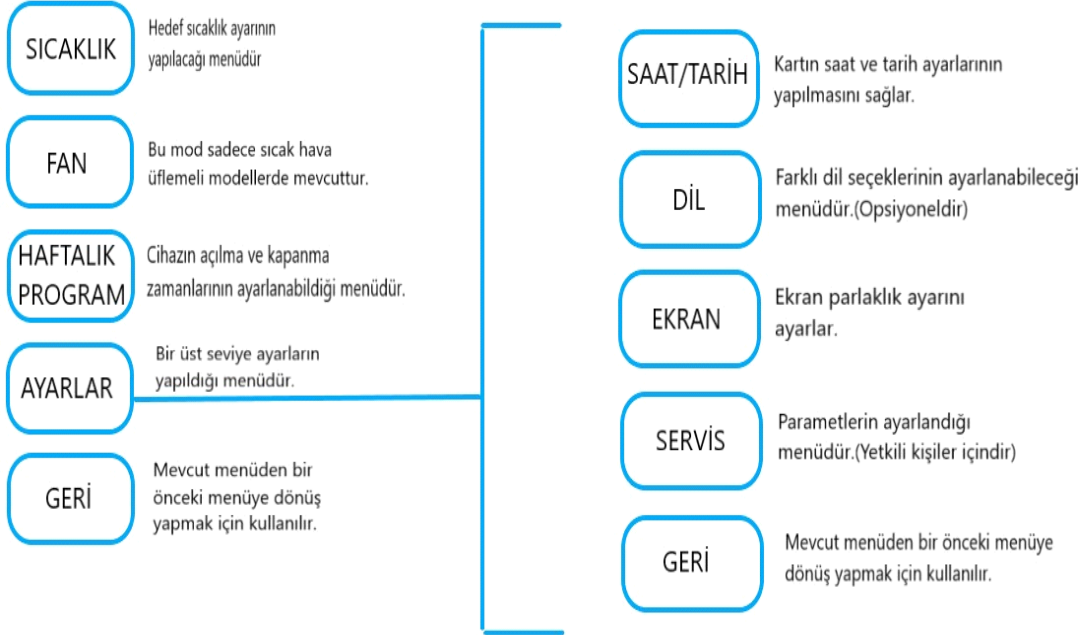 SICAKLIK
Hedef sıcaklık ayarının
yapılacağı menüdür
FAN
Bu mod sadece sıcak hava
üflemeli modellerde mevcuttur.
HAFTALIK
PROGRAM
Cihazın açılma ve kapanma
zamanlarının ayarlanabildiği menüdür.
AYARLAR
Bir üst seviye ayarların
yapıldığı menüdür.
GERİ
Mevcut menüden bir
önceki menüye dönüş
yapmak için kullanılır.
SAAT/TARİH
Kartın saat ve tarih ayarlarının
yapılmasını sağlar.
DİL
Farklı dil seçeklerinin ayarlanabileceği
menüdür.(Opsiyoneldir)
EKRAN
Ekran parlaklık ayarını
ayarlar.
SERVİS
Parametlerin ayarlandığı
menüdür.(Yetkili kişiler içindir)
GERİ
Mevcut menüden bir önceki menüye
dönüş yapmak için kullanılır.